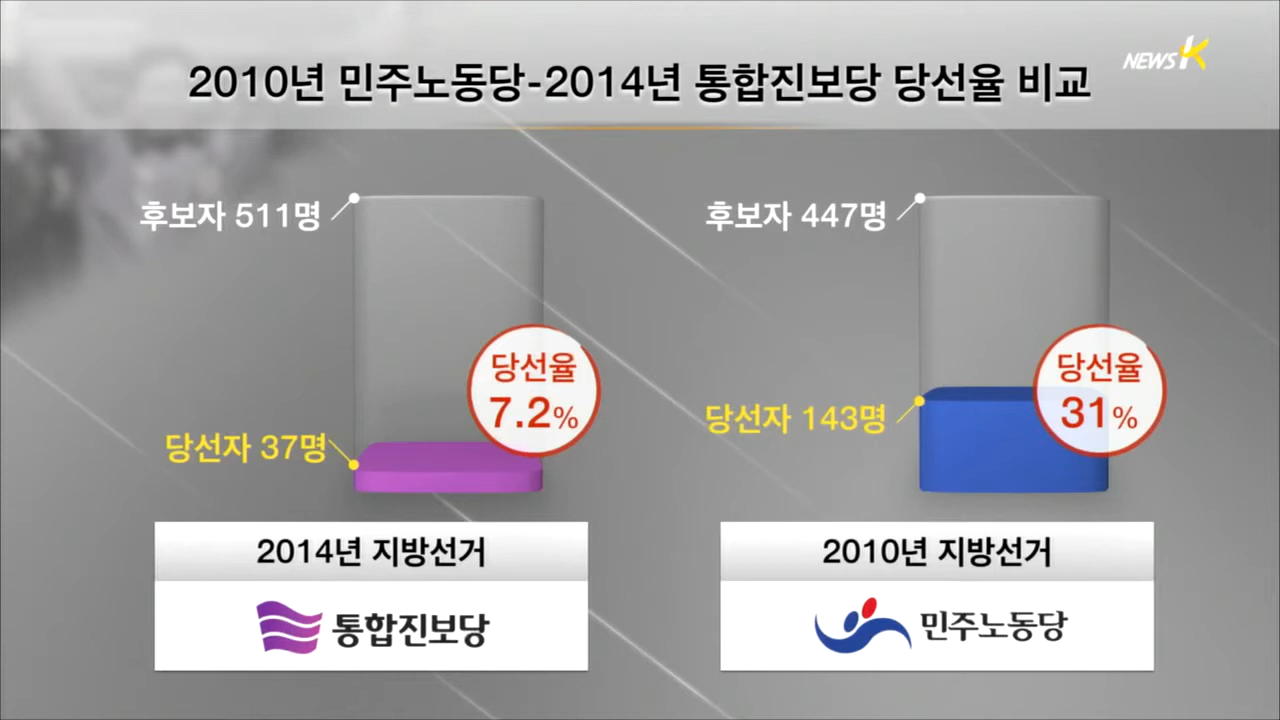 NEWS K
2010년 민주노동당-2014년 통합진보당 당선율 비교
후보자 511명
당선율
7.2%
당선자 37명
2014년 지방선거
통합진보당
후보자 447명
당선율
31%
당선자 143명
2010년 지방선거
민주노동당